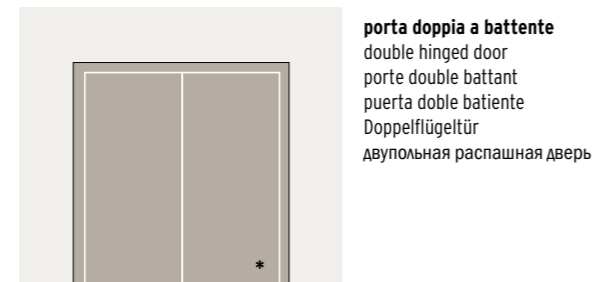 porta doppia a battente
double hinged door
porte double battant
puerta doble batiente
Doppelflügeltür
двупольная распашная дверь
*